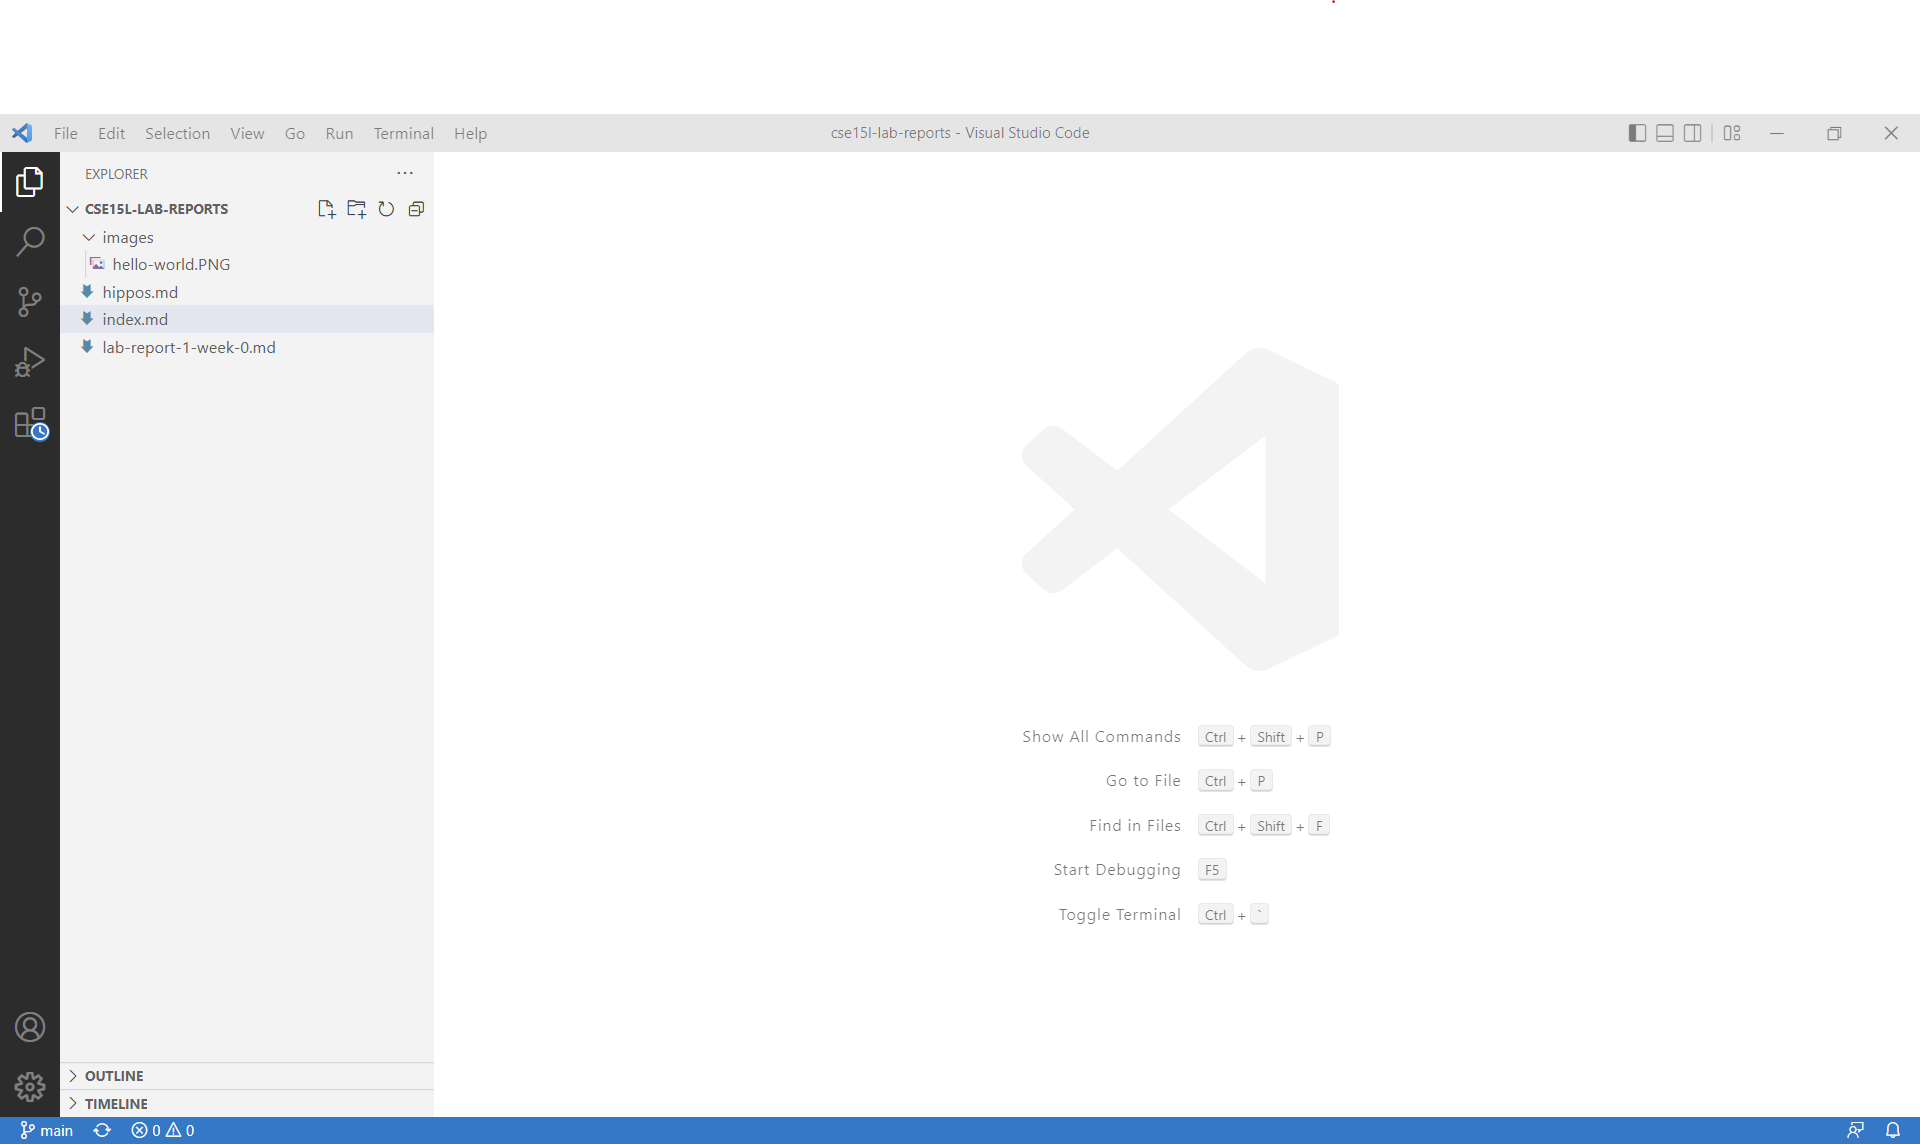 File Edit Selection View Go Run Terminal Help
cse15l-lab-reports - Visual Studio Code
EXPLORER
CSE15L-LAB-REPORTS
images
hello-world.PNG
hippos.md
index.md
lab-report-1-week-0.md
Show All Commands Ctrl + Shift + P
Go to File Ctrl + P
Find in Files Ctrl + Shift + F
Start Debugging F5
Toggle Terminal Ctrl + `
OUTLINE
TIMELINE
main 0 0